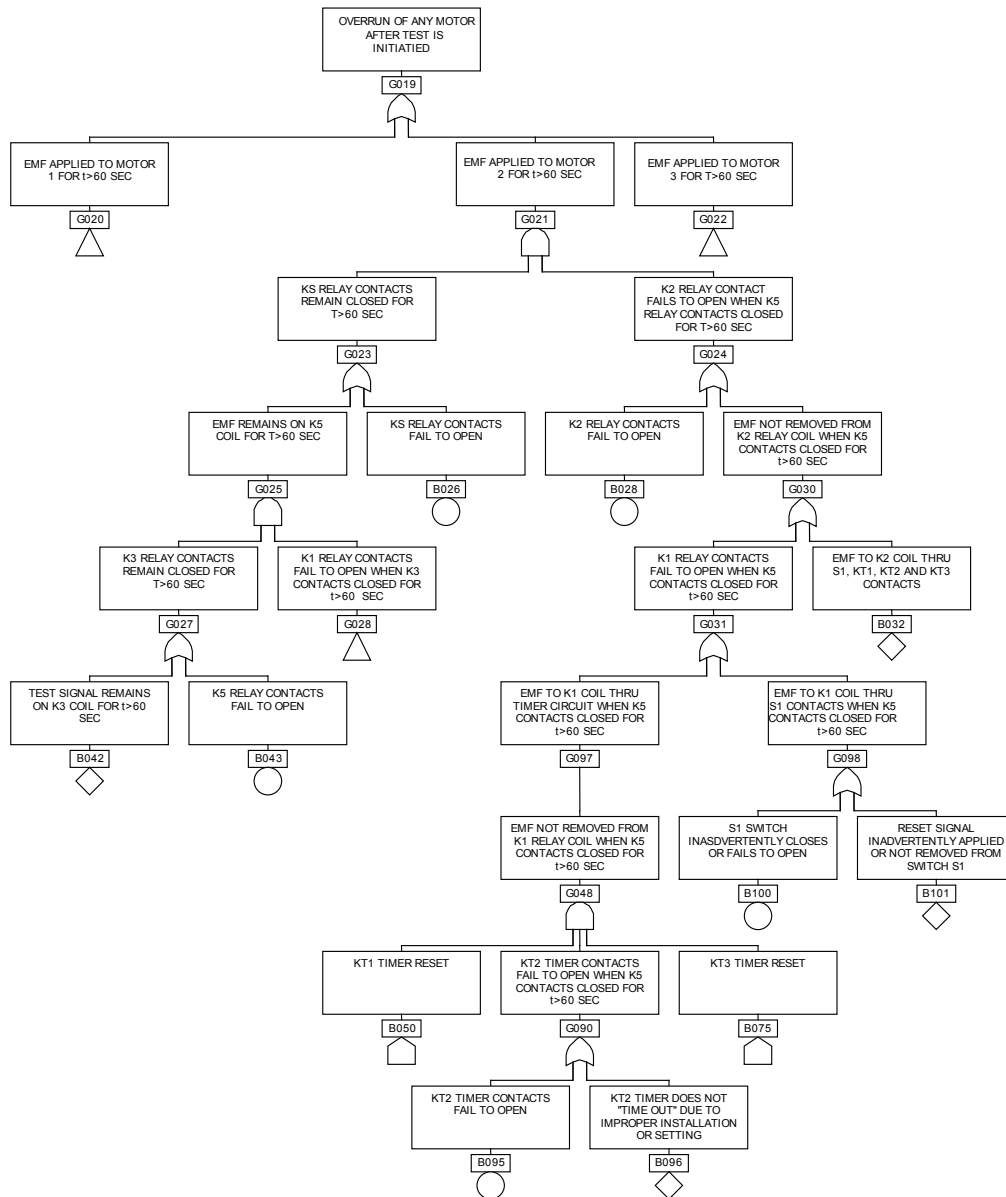 OVERRUN OF ANY MOTOR
AFTER TEST IS
INITIATIED
G019
EMF APPLIED TO MOTOR
1 FOR t>60 SEC
G020
EMF APPLIED TO MOTOR
2 FOR t>60 SEC
G021
EMF APPLIED TO MOTOR
3 FOR T>60 SEC
G022
KS RELAY CONTACTS
REMAIN CLOSED FOR
T>60 SEC
G023
K2 RELAY CONTACT
FAILS TO OPEN WHEN K5
RELAY CONTACTS CLOSED
FOR T>60 SEC
G024
EMF REMAINS ON K5
COIL FOR T>60 SEC
G025
KS RELAY CONTACTS
FAIL TO OPEN
B026
K2 RELAY CONTACTS
FAIL TO OPEN
B028
EMF NOT REMOVED FROM
K2 RELAY COIL WHEN K5
CONTACTS CLOSED FOR
t>60 SEC
G030
K3 RELAY CONTACTS
REMAIN CLOSED FOR
T>60 SEC
G027
K1 RELAY CONTACTS
FAIL TO OPEN WHEN K3
CONTACTS CLOSED FOR
t>60 SEC
G028
K1 RELAY CONTACTS
FAIL TO OPEN WHEN K5
CONTACTS CLOSED FOR
t>60 SEC
G031
EMF TO K2 COIL THRU
S1, KT1, KT2 AND KT3
CONTACTS
B032
TEST SIGNAL REMAINS
ON K3 COIL FOR t>60
SEC
B042
K5 RELAY CONTACTS
FAIL TO OPEN
B043
EMF TO K1 COIL THRU
TIMER CIRCUIT WHEN K5
CONTACTS CLOSED FOR
t>60 SEC
G097
EMF TO K1 COIL THRU
S1 CONTACTS WHEN K5
CONTACTS CLOSED FOR
t>60 SEC
G098
EMF NOT REMOVED FROM
K1 RELAY COIL WHEN K5
CONTACTS CLOSED FOR
t>60 SEC
G048
S1 SWITCH
INASDVERTENTLY CLOSES
OR FAILS TO OPEN
B100
RESET SIGNAL
INADVERTENTLY APPLIED
OR NOT REMOVED FROM
SWITCH S1
B101
KT1 TIMER RESET
B050
KT2 TIMER CONTACTS
FAIL TO OPEN WHEN K5
CONTACTS CLOSED FOR
t>60 SEC
G090
KT3 TIMER RESET
B075
KT2 TIMER CONTACTS
FAIL TO OPEN
B095
KT2 TIMER DOES NOT
"TIME OUT" DUE TO
IMPROPER INSTALLATION
OR SETTING
B096